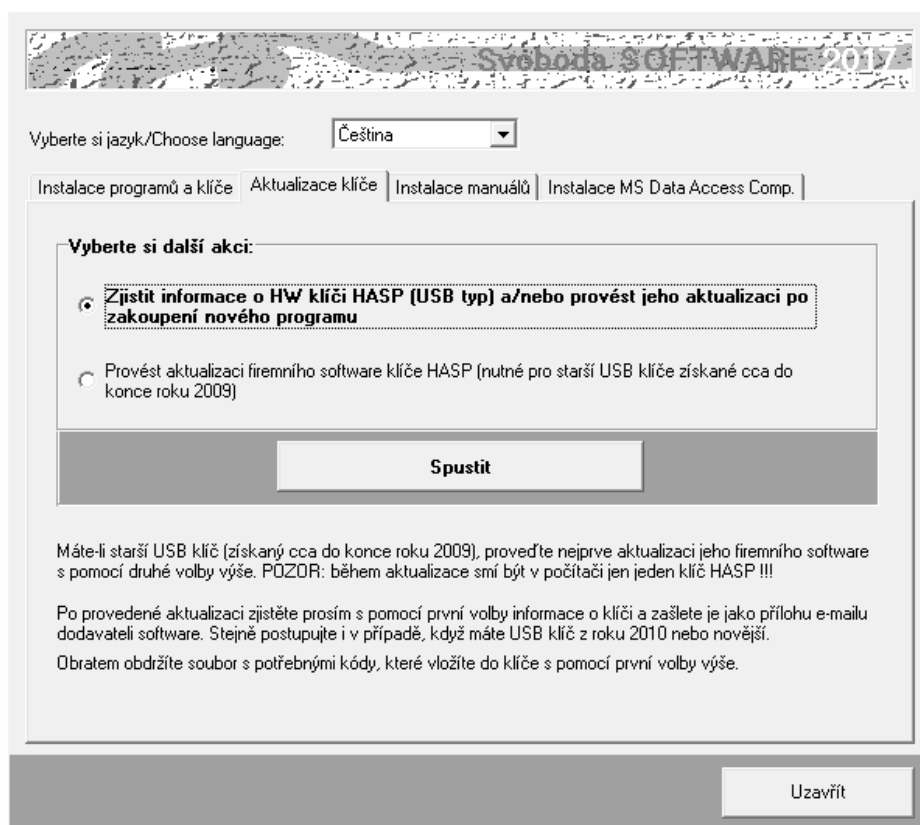 Svoboda SOFTWARE 2017
Vyberte si jazyk/Choose language:
Čeština
Instalace programů a klíče
Aktualizace klíče
Instalace manuálů
Instalace MS Data Access Comp.
Vyberte si další akci:
Zjistit informace o HW klíči HASP (USB typ) a/nebo provést jeho aktualizaci po
zakoupení nového programu
Provést aktualizaci firemního software klíče HASP (nutné pro starší USB klíče získané cca do
konce roku 2009)
Spustit
Máte-li starší USB klíč (získaný cca do konce roku 2009), proveďte nejprve aktualizaci jeho firemního software
s pomocí druhé volby výše. POZOR: během aktualizace smí být v počítači jen jeden klíč HASP !!!
Po provedené aktualizaci zjistěte prosím s pomocí první volby informace o klíči a zašlete je jako přílohu e-mailu
dodavateli software. Stejně postupujte i v případě, když máte USB klíč z roku 2010 nebo novější.
Obratem obdržíte soubor s potřebnými kódy, které vložíte do klíče s pomocí první volby výše.
Uzavřít